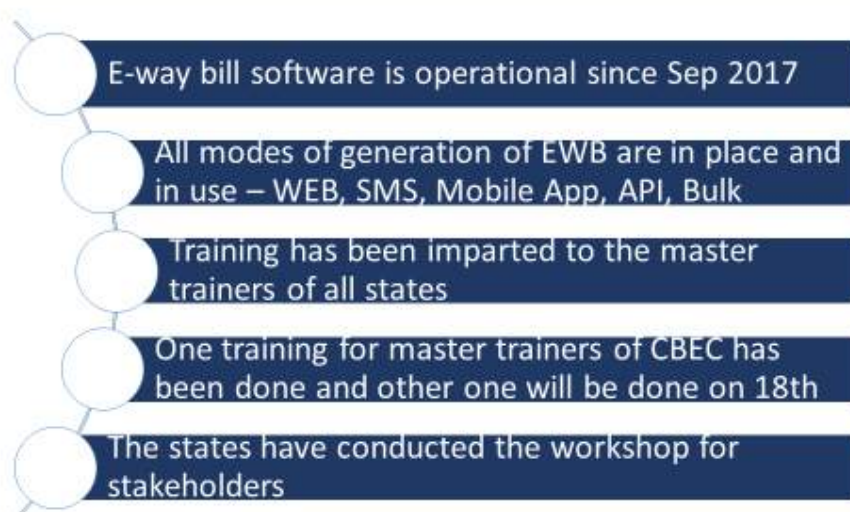 E-way bill software is operational since Sep 2017
All modes of generation of EWB are in place and
in use – WEB, SMS, Mobile App, API, Bulk
Training has been imparted to the master
trainers of all states
One training for master trainers of CBEC has
been done and other one will be done on 18th
The states have conducted the workshop for
stakeholders